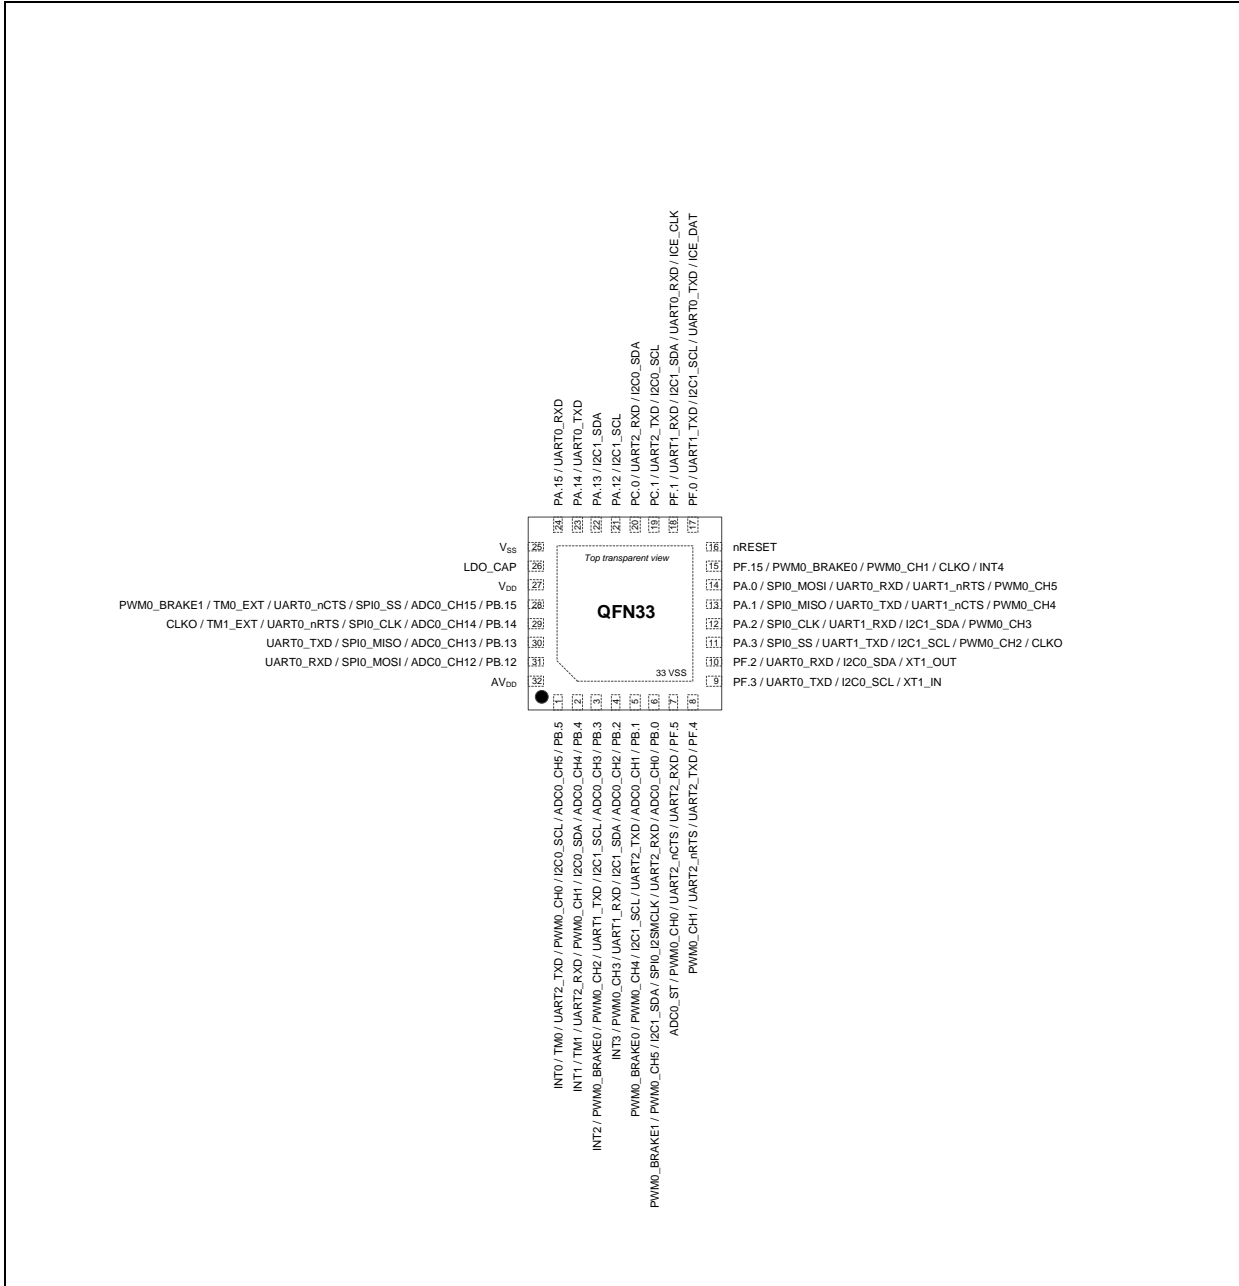 PA.15 / UART0_RXD
PA.14 / UART0_TXD
PA.13 / I2C1_SDA
PA.12 / I2C1_SCL
PC.0 / UART2_RXD / I2C0_SDA
PC.1 / UART2_TXD / I2C0_SCL
PF.1 / UART1_RXD / I2C1_SDA / UART0_RXD / ICE_CLK
PF.0 / UART1_TXD / I2C1_SCL / UART0_TXD / ICE_DAT
24 23 22 21 20 19 18 17
VSS 25
LDO_CAP 26
VDD 27
PWM0_BRAKE1 / TM0_EXT / UART0_nCTS / SPI0_SS / ADC0_CH15 / PB.15 28
CLKO / TM1_EXT / UART0_nRTS / SPI0_CLK / ADC0_CH14 / PB.14 29
UART0_TXD / SPI0_MISO / ADC0_CH13 / PB.13 30
UART0_RXD / SPI0_MOSI / ADC0_CH12 / PB.12 31
AVDD 32
Top transparent view
QFN33
33 VSS
16 nRESET
15 PF.15 / PWM0_BRAKE0 / PWM0_CH1 / CLKO / INT4
14 PA.0 / SPI0_MOSI / UART0_RXD / UART1_nRTS / PWM0_CH5
13 PA.1 / SPI0_MISO / UART0_TXD / UART1_nCTS / PWM0_CH4
12 PA.2 / SPI0_CLK / UART1_RXD / I2C1_SDA / PWM0_CH3
11 PA.3 / SPI0_SS / UART1_TXD / I2C1_SCL / PWM0_CH2 / CLKO
10 PF.2 / UART0_RXD / I2C0_SDA / XT1_OUT
9 PF.3 / UART0_TXD / I2C0_SCL / XT1_IN
1 2 3 4 5 6 7 8
INT0 / TM0 / UART2_TXD / PWM0_CH0 / I2C0_SCL / ADC0_CH5 / PB.5
INT1 / TM1 / UART2_RXD / PWM0_CH1 / I2C0_SDA / ADC0_CH4 / PB.4
INT2 / PWM0_BRAKE0 / PWM0_CH2 / UART1_TXD / I2C1_SCL / ADC0_CH3 / PB.3
INT3 / PWM0_CH3 / UART1_RXD / I2C1_SDA / ADC0_CH2 / PB.2
PWM0_BRAKE0 / PWM0_CH4 / I2C1_SCL / UART2_TXD / ADC0_CH1 / PB.1
PWM0_BRAKE1 / PWM0_CH5 / I2C1_SDA / SPI0_I2SMCLK / UART2_RXD / ADC0_CH0 / PB.0
ADC0_ST / PWM0_CH0 / UART2_nCTS / UART2_RXD / PF.5
PWM0_CH1 / UART2_nRTS / UART2_TXD / PF.4